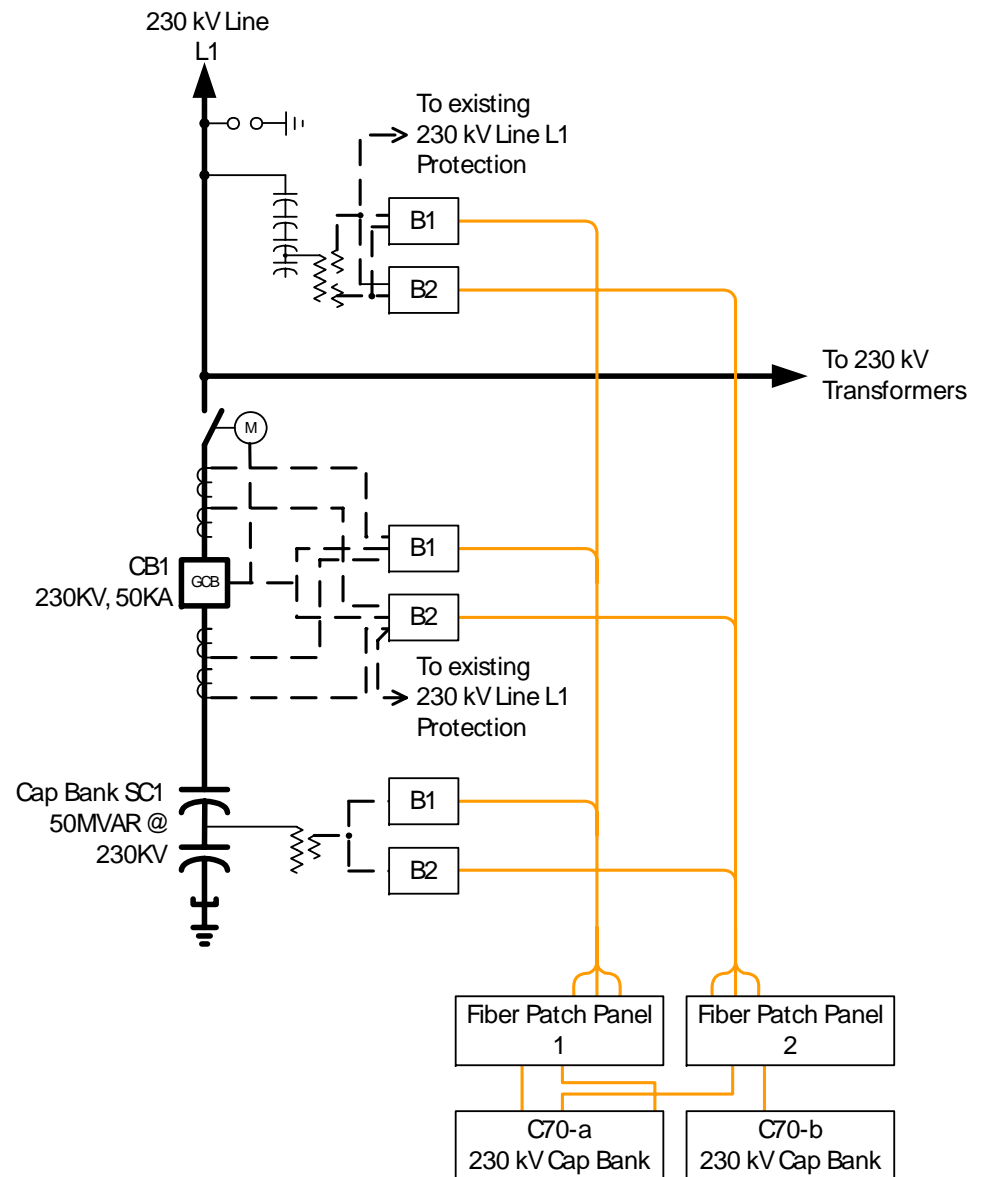 230 kV Line
L1
To existing
230 kV Line L1
Protection
B1
B2
To 230 kV
Transformers
M
B1
CB1
230KV, 50KA
GCB
B2
To existing
230 kV Line L1
Protection
Cap Bank SC1
50MVAR @
230KV
B1
B2
Fiber Patch Panel
1
Fiber Patch Panel
2
C70-a
230 kV Cap Bank
C70-b
230 kV Cap Bank